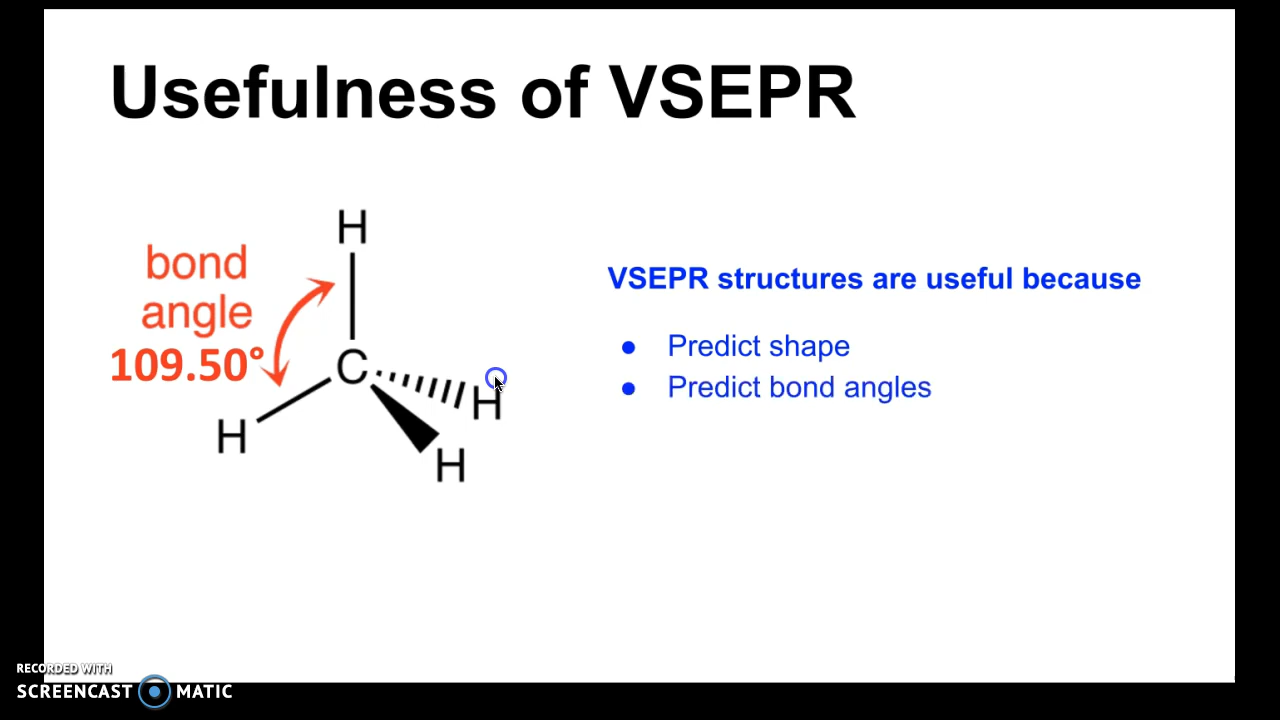 Usefulness of VSEPR
H
bond
angle
109.50°
C
H
H
H
VSEPR structures are useful because
● Predict shape
● Predict bond angles
RECORDED WITH
SCREENCAST MATIC